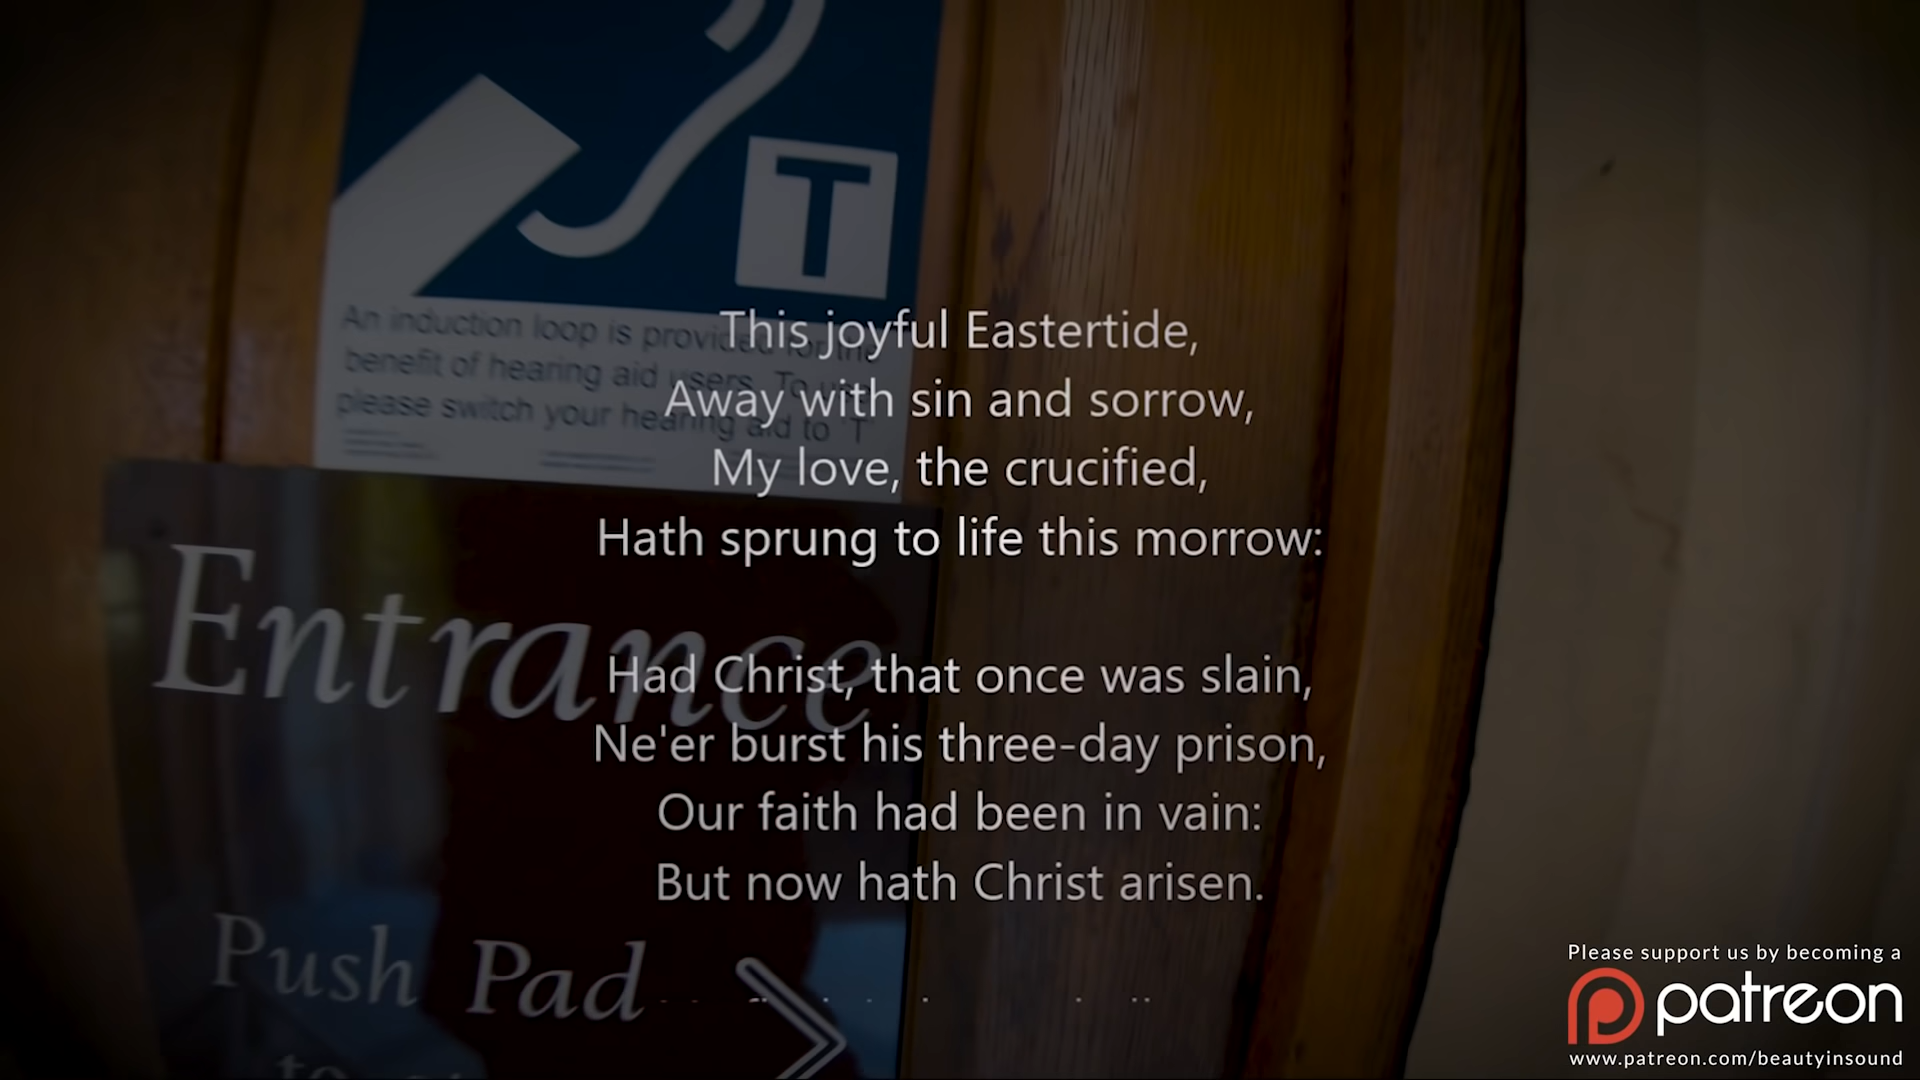 T
An induction loop is provided for the
benefit of hearing aid users. To
please switch your hearing aid to 'T'
This joyful Eastertide,
Away with sin and sorrow,
My love, the crucified,
Hath sprung to life this morrow:
Had Christ, that once was slain,
Ne'er burst his three-day prison,
Our faith had been in vain:
But now hath Christ arisen.
Entrance
Push Pad
to
Please support us by becoming a
patreon
www.patreon.com/beautyinsound